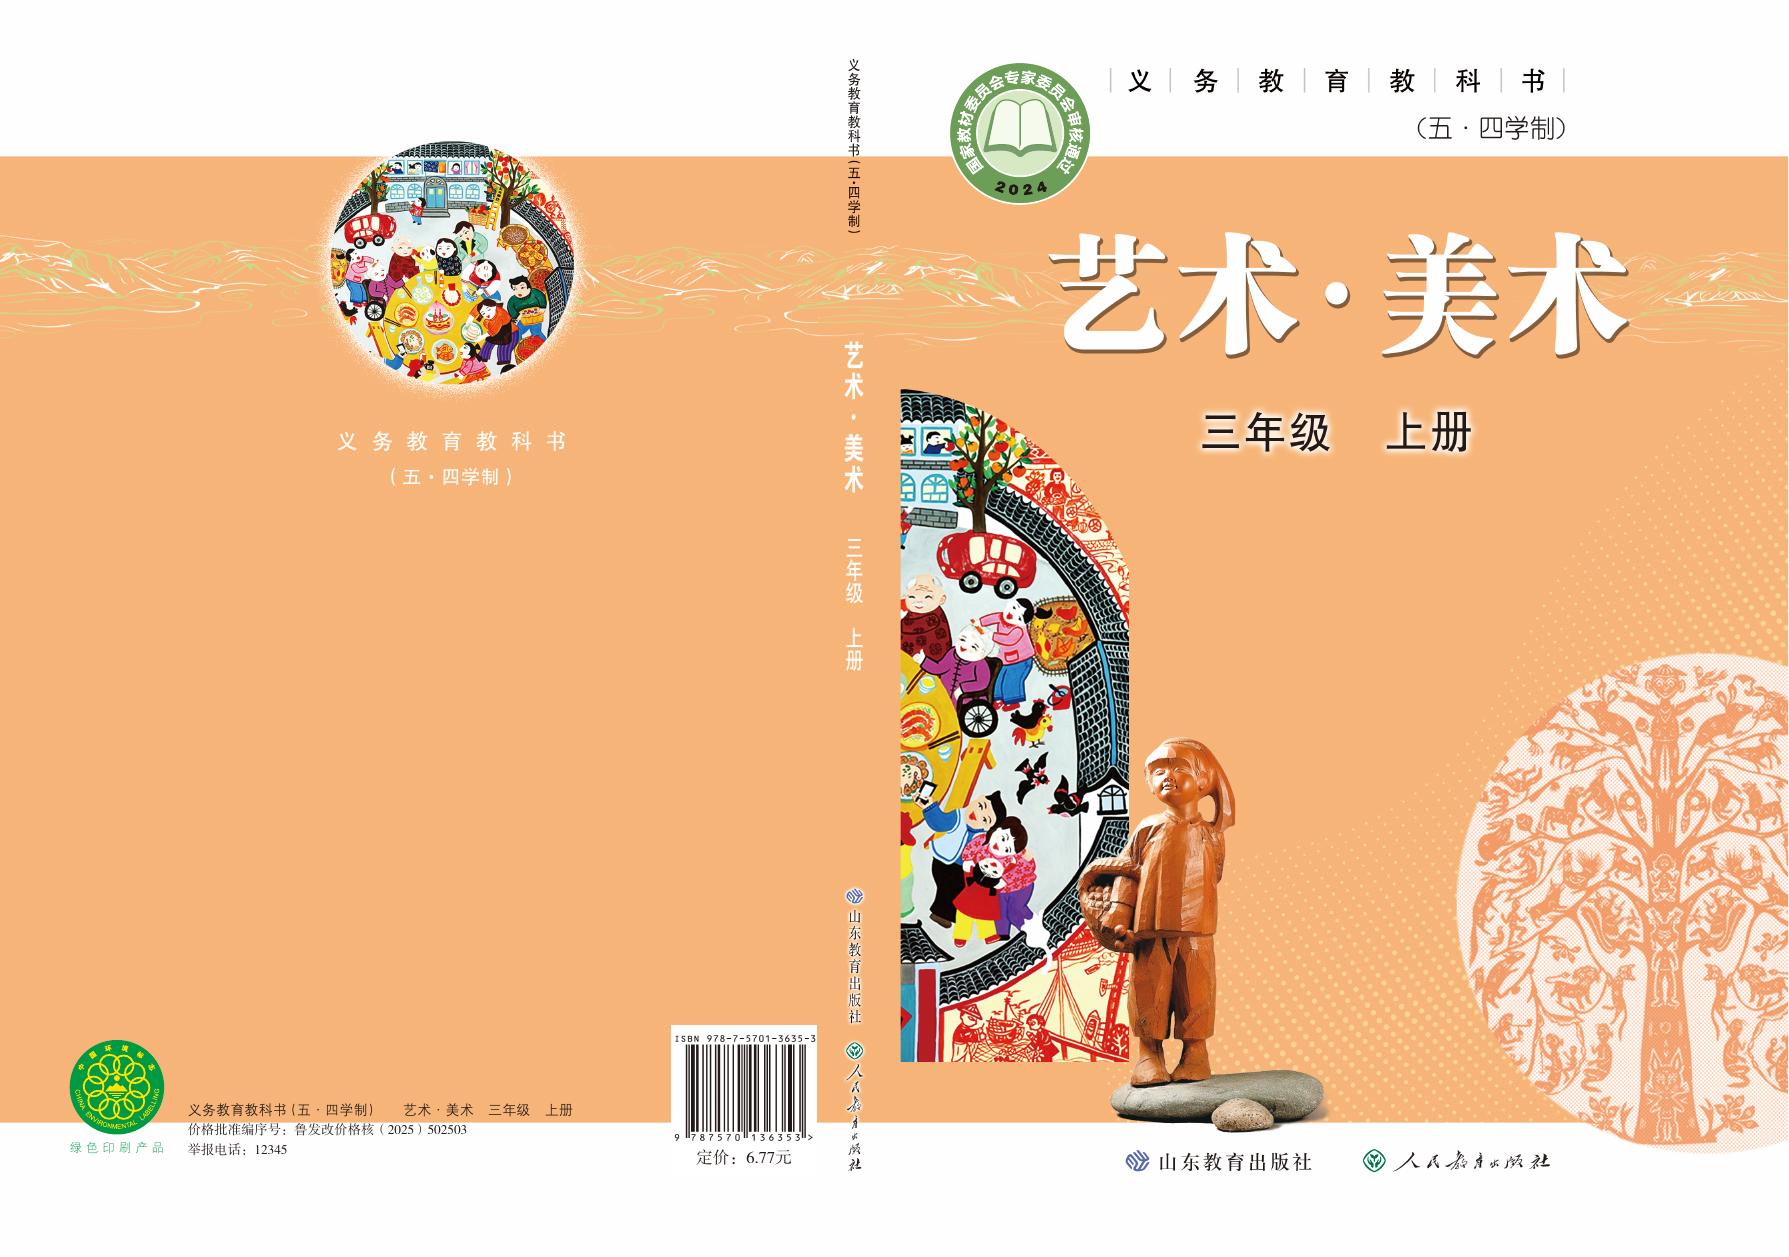 义务教育教科书
（五·四学制）
义务教育教科书（五·四学制） 艺术·美术 三年级 上册
价格批准编序号：鲁发改价格核（2025）502503
举报电话：12345
中国环境标志
CHINA ENVIRONMENTAL LABELLING
绿色印刷产品
ISBN 978-7-5701-3635-3
9 787570 136353 >
定价：6.77元
义务教育教科书（五·四学制）
艺术·美术
三年级 上册
山东教育出版社
人民教育出版社
国家教材委员会专家委员会审核通过
2024
义务教育教科书
（五·四学制）
艺术·美术
三年级 上册
山东教育出版社
人民教育出版社